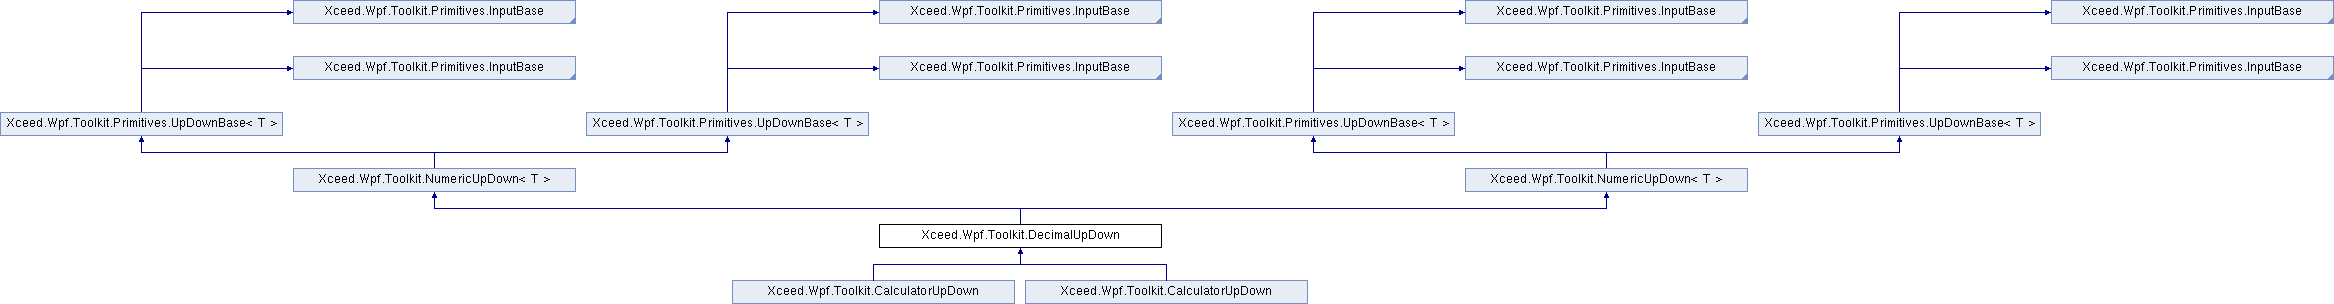 Xceed.Wpf.Toolkit.Primitives.InputBase
Xceed.Wpf.Toolkit.Primitives.InputBase
Xceed.Wpf.Toolkit.Primitives.InputBase
Xceed.Wpf.Toolkit.Primitives.InputBase
Xceed.Wpf.Toolkit.Primitives.InputBase
Xceed.Wpf.Toolkit.Primitives.InputBase
Xceed.Wpf.Toolkit.Primitives.InputBase
Xceed.Wpf.Toolkit.Primitives.InputBase
Xceed.Wpf.Toolkit.Primitives.UpDownBase< T >
Xceed.Wpf.Toolkit.Primitives.UpDownBase< T >
Xceed.Wpf.Toolkit.Primitives.UpDownBase< T >
Xceed.Wpf.Toolkit.Primitives.UpDownBase< T >
Xceed.Wpf.Toolkit.NumericUpDown< T >
Xceed.Wpf.Toolkit.NumericUpDown< T >
Xceed.Wpf.Toolkit.DecimalUpDown
Xceed.Wpf.Toolkit.CalculatorUpDown
Xceed.Wpf.Toolkit.CalculatorUpDown